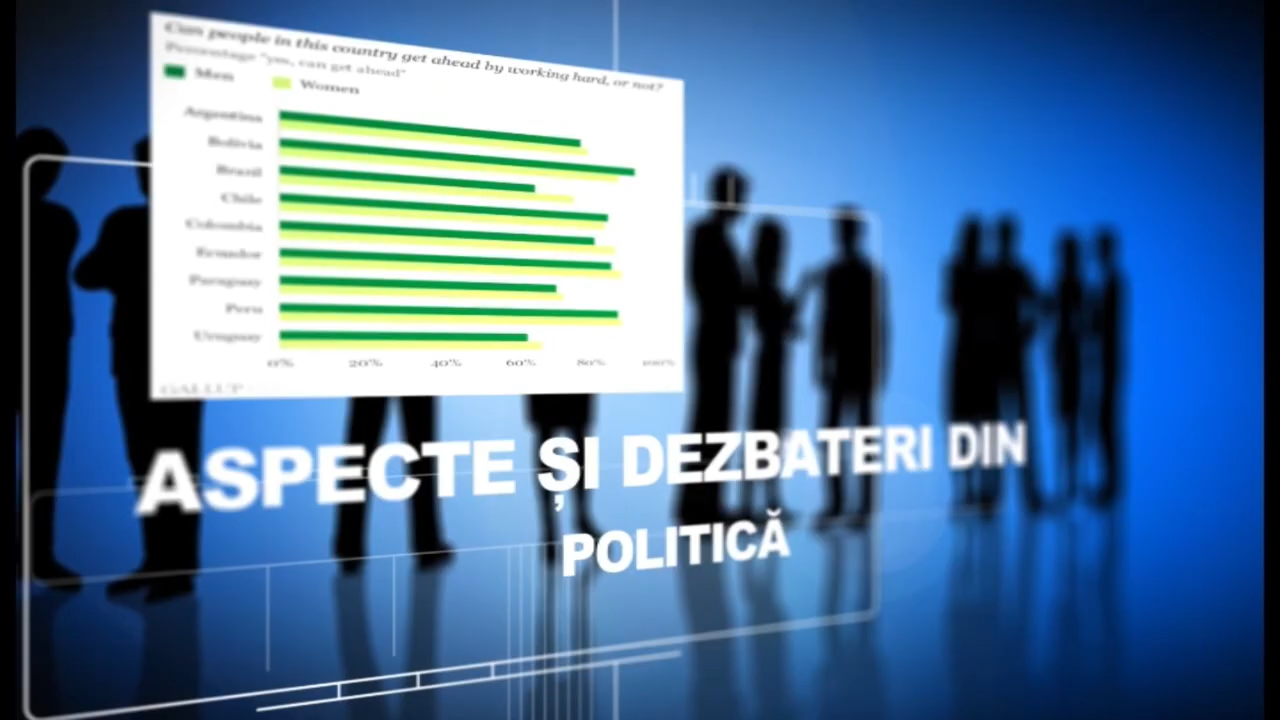 Can people in this country get ahead by working hard, or not?
Percentage "yes, can get ahead"
Men Women
Argentina
Bolivia
Brazil
Chile
Colombia
Ecuador
Paraguay
Peru
Uruguay
0% 20% 40% 60% 80% 100%
GALLUP
ASPECTE ȘI DEZBATERI DIN
POLITICĂ